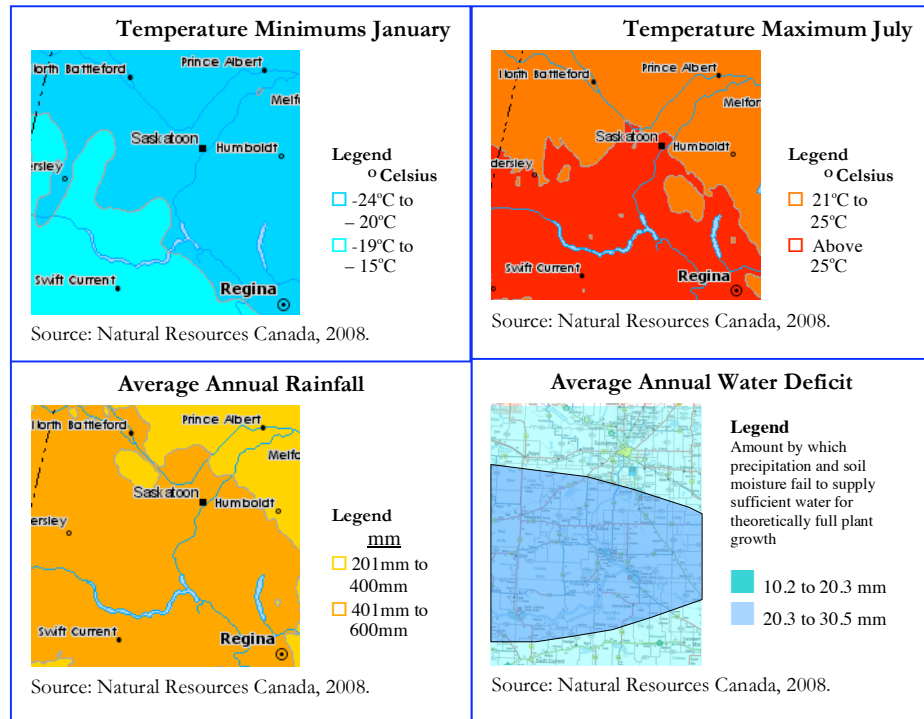 Temperature Minimums January
North Battleford
Prince Albert
Melfor
Saskatoon
Humboldt
ersley
Swift Current
Regina
Legend
º Celsius
-24ºC to
– 20ºC
-19ºC to
– 15ºC
Source: Natural Resources Canada, 2008.
Temperature Maximum July
North Battleford
Prince Albert
Melfor
Saskatoon
Humboldt
dersley
Swift Current
Regina
Legend
º Celsius
21ºC to
25ºC
Above
25ºC
Source: Natural Resources Canada, 2008.
Average Annual Rainfall
North Battleford
Prince Albert
Melfo
Saskatoon
Humboldt
ersley
Swift Current
Regina
Legend
mm
201mm to
400mm
401mm to
600mm
Source: Natural Resources Canada, 2008.
Average Annual Water Deficit
Legend
Amount by which
precipitation and soil
moisture fail to supply
sufficient water for
theoretically full plant
growth
10.2 to 20.3 mm
20.3 to 30.5 mm
Source: Natural Resources Canada, 2008.